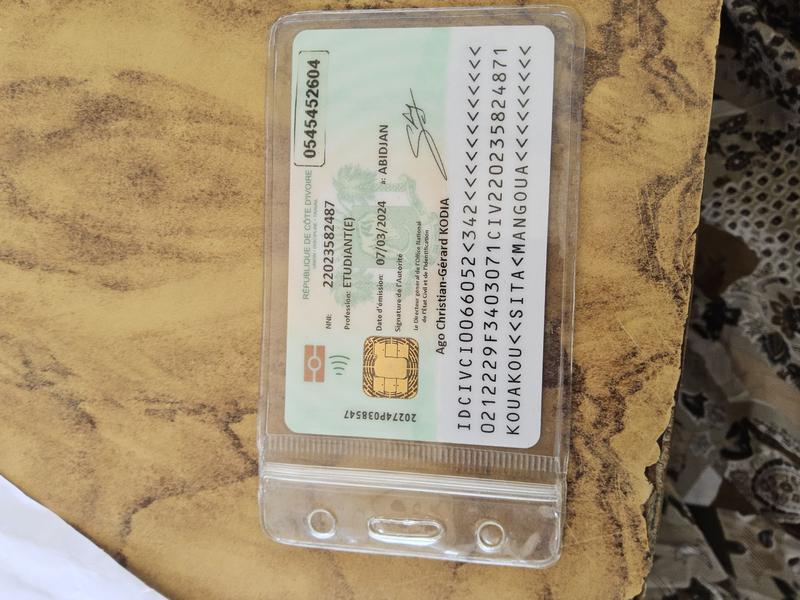 RÉPUBLIQUE DE CÔTE D'IVOIRE
0545452604
NNI:
22023582487
Profession: ETUDIANT(E)
Date d'émission: 07/03/2024 à: ABIDJAN
Signature de l'Autorité
Le Directeur général de l'Office National
de l'État Civil et de l'Identification
Ago Christian-Gérard KODIA
20274P038547
IDCIVCI0066052<342<<<<<<<<<<<<
0212229F3403071CIV220235824871
KOUAKOU<<SITA<MANGOUA<<<<<<<<<